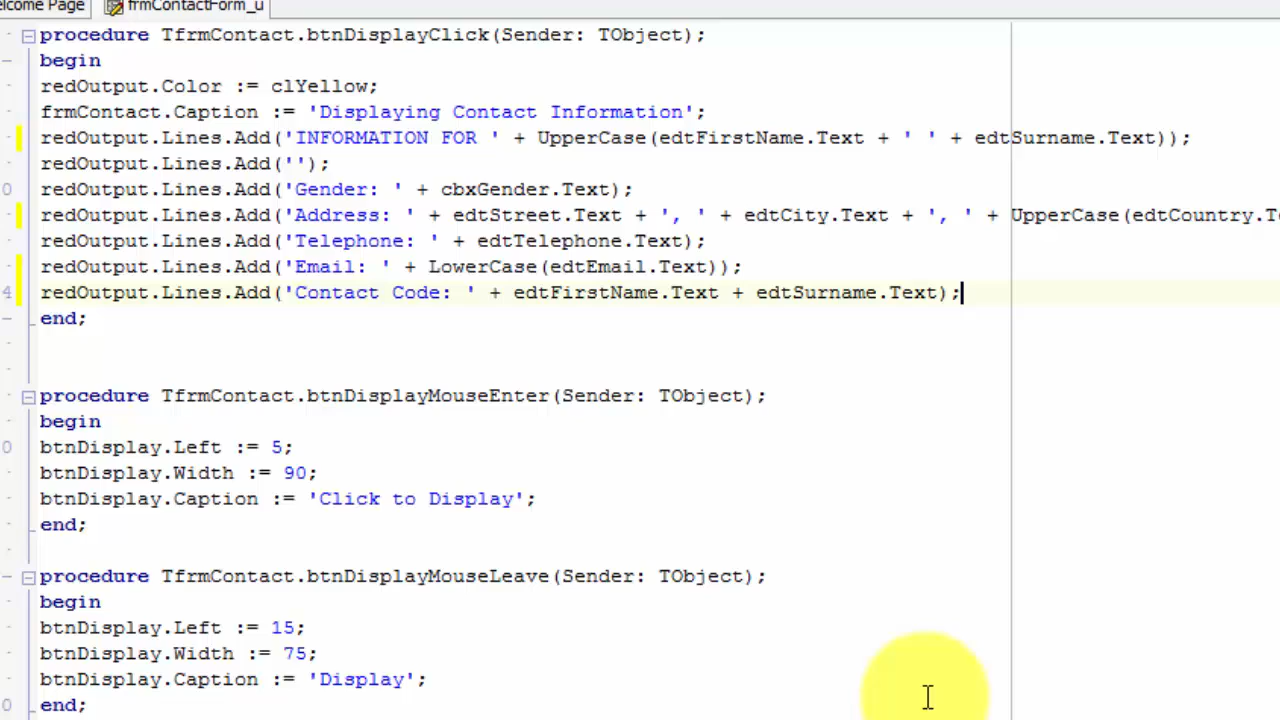 elcome Page frmContactForm_u
procedure TfrmContact.btnDisplayClick(Sender: TObject);
begin
redOutput.Color := clYellow;
frmContact.Caption := 'Displaying Contact Information';
redOutput.Lines.Add('INFORMATION FOR ' + UpperCase(edtFirstName.Text + ' ' + edtSurname.Text));
redOutput.Lines.Add('');
0 redOutput.Lines.Add('Gender: ' + cbxGender.Text);
redOutput.Lines.Add('Address: ' + edtStreet.Text + ', ' + edtCity.Text + ', ' + UpperCase(edtCountry.Te
redOutput.Lines.Add('Telephone: ' + edtTelephone.Text);
redOutput.Lines.Add('Email: ' + LowerCase(edtEmail.Text));
4 redOutput.Lines.Add('Contact Code: ' + edtFirstName.Text + edtSurname.Text);
end;
procedure TfrmContact.btnDisplayMouseEnter(Sender: TObject);
begin
0 btnDisplay.Left := 5;
btnDisplay.Width := 90;
btnDisplay.Caption := 'Click to Display';
end;
procedure TfrmContact.btnDisplayMouseLeave(Sender: TObject);
begin
btnDisplay.Left := 15;
btnDisplay.Width := 75;
btnDisplay.Caption := 'Display';
0 end;